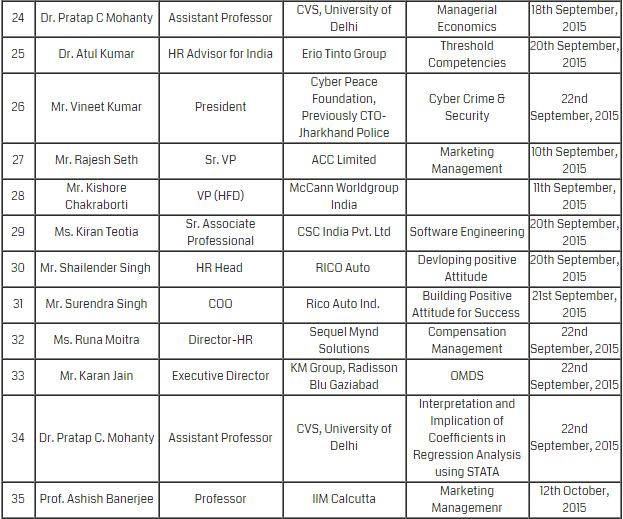 24 Dr. Pratap C Mohanty Assistant Professor CVS, University of Delhi Managerial Economics 18th September, 2015
25 Dr. Atul Kumar HR Advisor for India Erio Tinto Group Threshold Competencies 20th September, 2015
26 Mr. Vineet Kumar President Cyber Peace Foundation, Previously CTO- Jharkhand Police Cyber Crime & Security 22nd September, 2015
27 Mr. Rajesh Seth Sr. VP ACC Limited Marketing Management 10th September, 2015
28 Mr. Kishore Chakraborti VP (HFD) McCann Worldgroup India 11th September, 2015
29 Ms. Kiran Teotia Sr. Associate Professional CSC India Pvt. Ltd Software Engineering 20th September, 2015
30 Mr. Shailender Singh HR Head RICO Auto Devloping positive Attitude 20th September, 2015
31 Mr. Surendra Singh COO Rico Auto Ind. Building Positive Attitude for Success 21st September, 2015
32 Ms. Runa Moitra Director-HR Sequel Mynd Solutions Compensation Management 22nd September, 2015
33 Mr. Karan Jain Executive Director KM Group, Radisson Blu Gaziabad OMDS 22nd September, 2015
34 Dr. Pratap C. Mohanty Assistant Professor CVS, University of Delhi Interpretation and Implication of Coefficients in Regression Analysis using STATA 22nd September, 2015
35 Prof. Ashish Banerjee Professor IIM Calcutta Marketing Managemenr 12th October, 2015